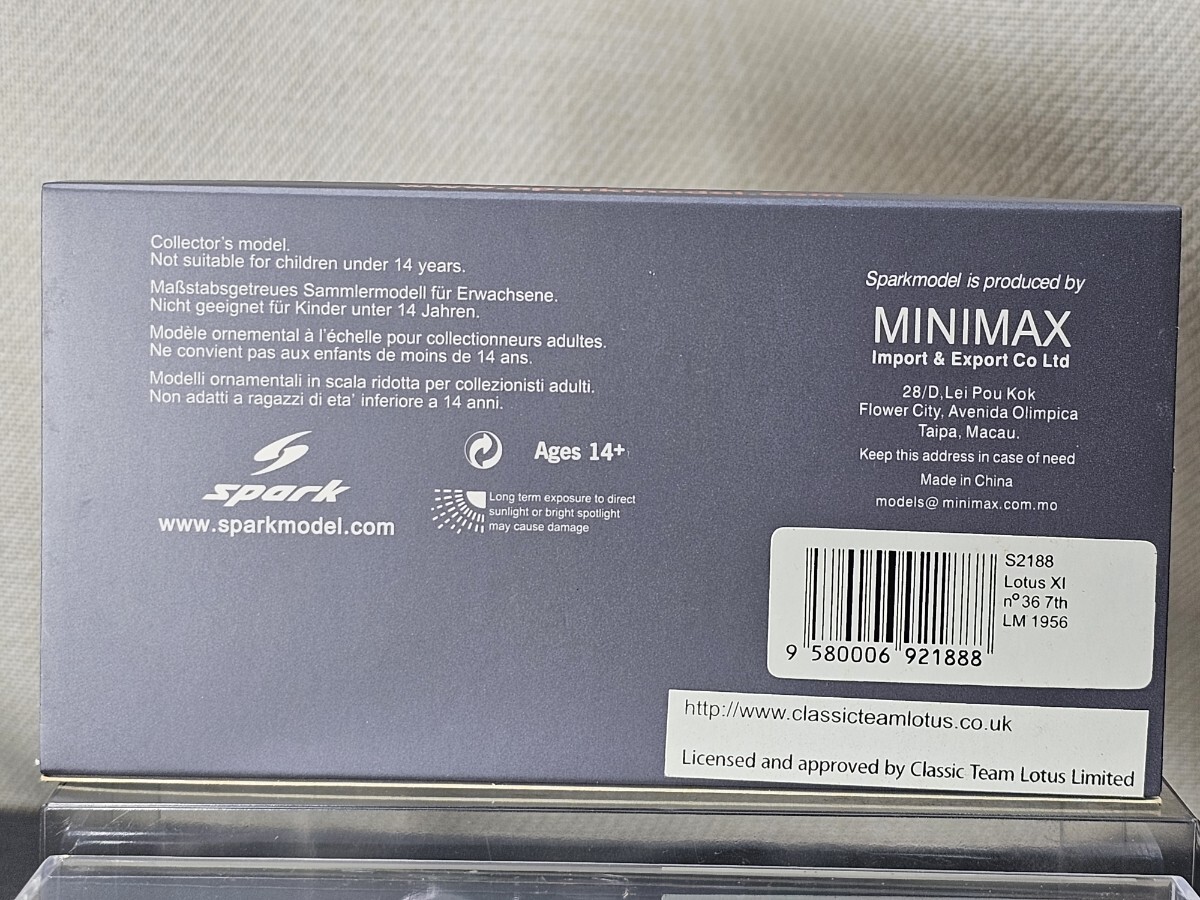 Collector's model.
Not suitable for children under 14 years.
Maßstabsgetreues Sammlermodell für Erwachsene.
Nicht geeignet für Kinder unter 14 Jahren.
Modèle ornemental à l'échelle pour collectionneurs adultes.
Ne convient pas aux enfants de moins de 14 ans.
Modelli ornamentali in scala ridotta per collezionisti adulti.
Non adatti a ragazzi di eta' inferiore a 14 anni.
Ages 14+
spark
www.sparkmodel.com
Long term exposure to direct
sunlight or bright spotlight
may cause damage
Sparkmodel is produced by
MINIMAX
Import & Export Co Ltd
28/D,Lei Pou Kok
Flower City, Avenida Olimpica
Taipa, Macau.
Keep this address in case of need
Made in China
models@ minimax.com.mo
S2188
Lotus XI
nº 36 7th
LM 1956
9 580006 921888
http://www.classicteamlotus.co.uk
Licensed and approved by Classic Team Lotus Limited